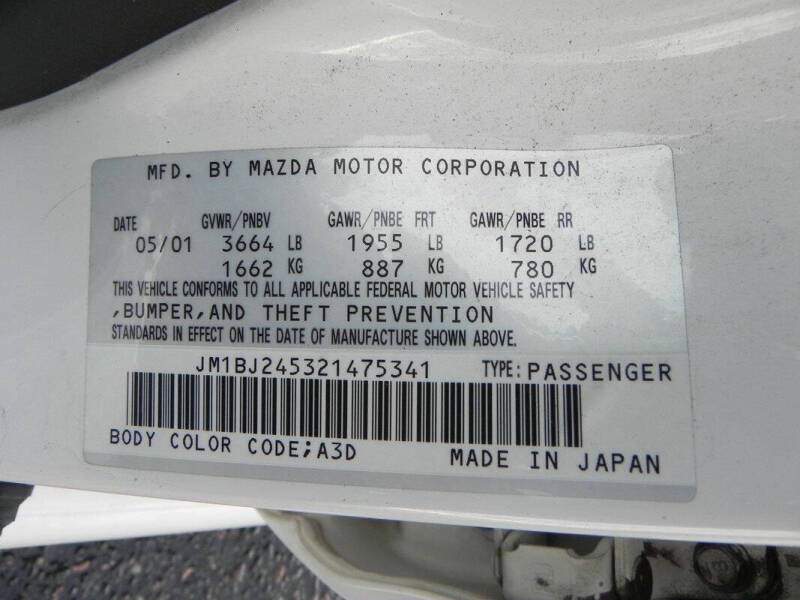 MFD. BY MAZDA MOTOR CORPORATION
DATE GVWR/PNBV GAWR/PNBE FRT GAWR/PNBE RR
05/01 3664 LB 1955 LB 1720 LB
1662 KG 887 KG 780 KG
THIS VEHICLE CONFORMS TO ALL APPLICABLE FEDERAL MOTOR VEHICLE SAFETY
,BUMPER,AND THEFT PREVENTION
STANDARDS IN EFFECT ON THE DATE OF MANUFACTURE SHOWN ABOVE.
JM1BJ245321475341 TYPE:PASSENGER
BODY COLOR CODE;A3D MADE IN JAPAN